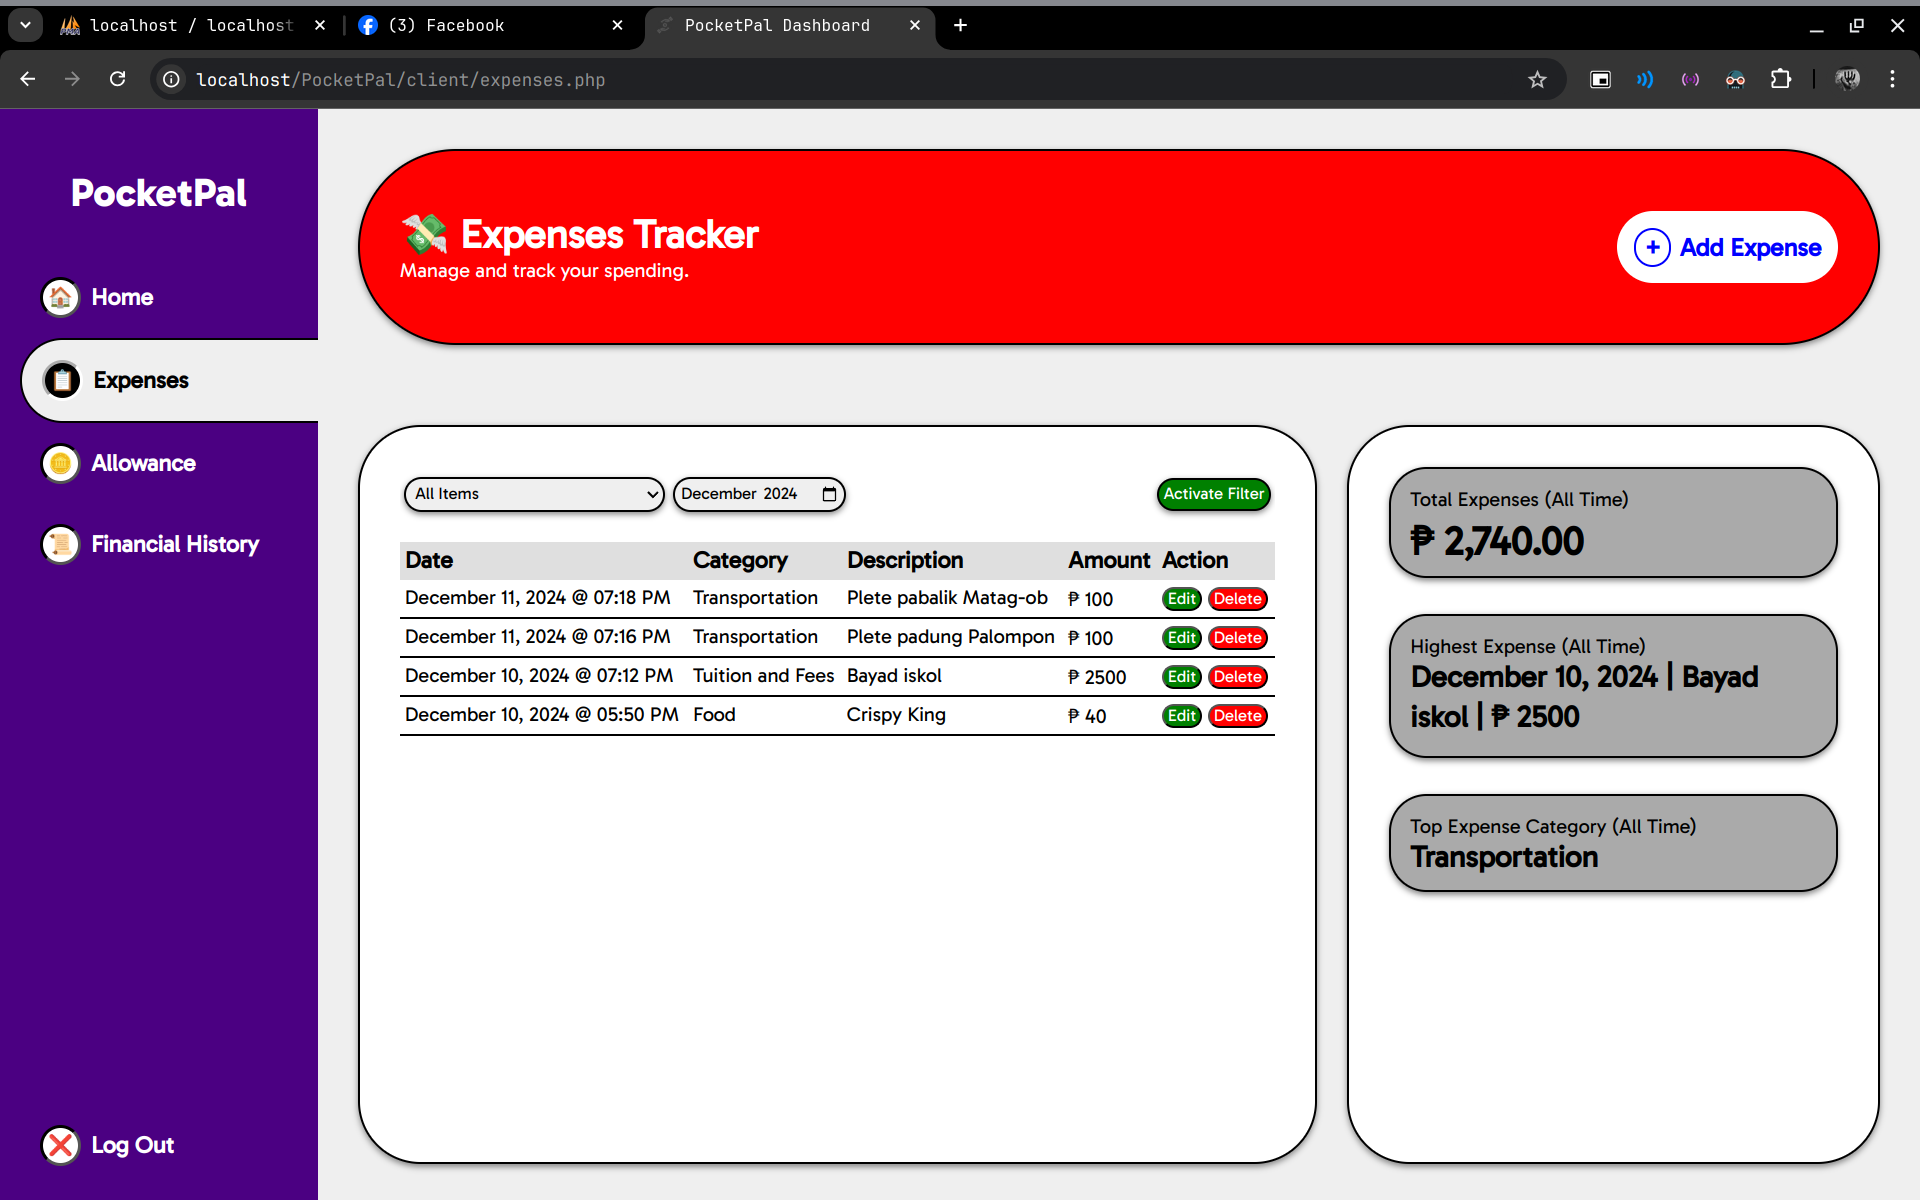 localhost / localhost
(3) Facebook
PocketPal Dashboard
localhost/PocketPal/client/expenses.php
PocketPal
Home
Expenses
Allowance
Financial History
Log Out
Expenses Tracker
Manage and track your spending.
+ Add Expense
All Items
December 2024
Activate Filter
Date Category Description Amount Action
December 11, 2024 @ 07:18 PM Transportation Plete pabalik Matag-ob ₱ 100 Edit Delete
December 11, 2024 @ 07:16 PM Transportation Plete padung Palompon ₱ 100 Edit Delete
December 10, 2024 @ 07:12 PM Tuition and Fees Bayad iskol ₱ 2500 Edit Delete
December 10, 2024 @ 05:50 PM Food Crispy King ₱ 40 Edit Delete
Total Expenses (All Time)
₱ 2,740.00
Highest Expense (All Time)
December 10, 2024 | Bayad
iskol | ₱ 2500
Top Expense Category (All Time)
Transportation